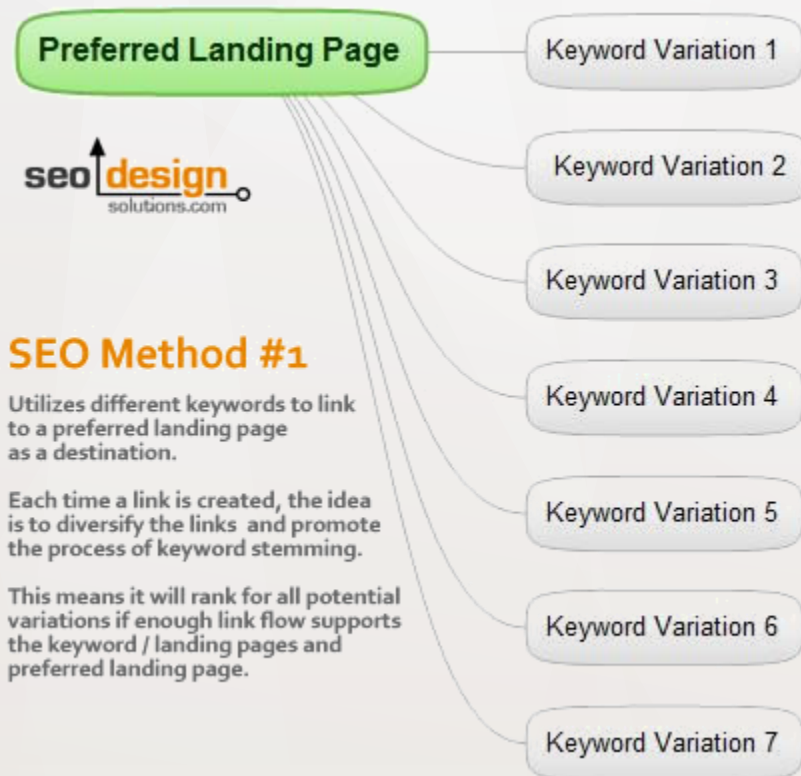 Preferred Landing Page
Keyword Variation 1
Keyword Variation 2
Keyword Variation 3
Keyword Variation 4
Keyword Variation 5
Keyword Variation 6
Keyword Variation 7
seo design
solutions.com
SEO Method #1
Utilizes different keywords to link
to a preferred landing page
as a destination.
Each time a link is created, the idea
is to diversify the links and promote
the process of keyword stemming.
This means it will rank for all potential
variations if enough link flow supports
the keyword / landing pages and
preferred landing page.